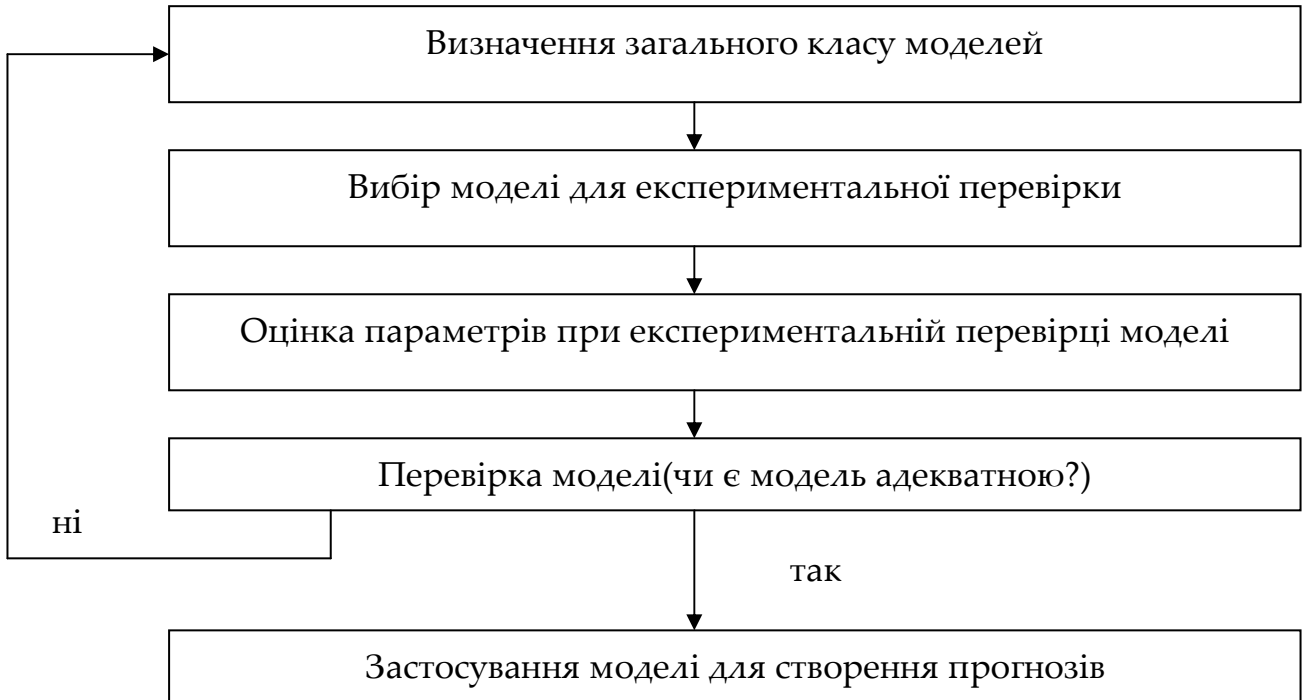 Визначення загального класу моделей
Вибір моделі для експериментальної перевірки
Оцінка параметрів при експериментальній перевірці моделі
Перевірка моделі(чи є модель адекватною?)
ні
так
Застосування моделі для створення прогнозів